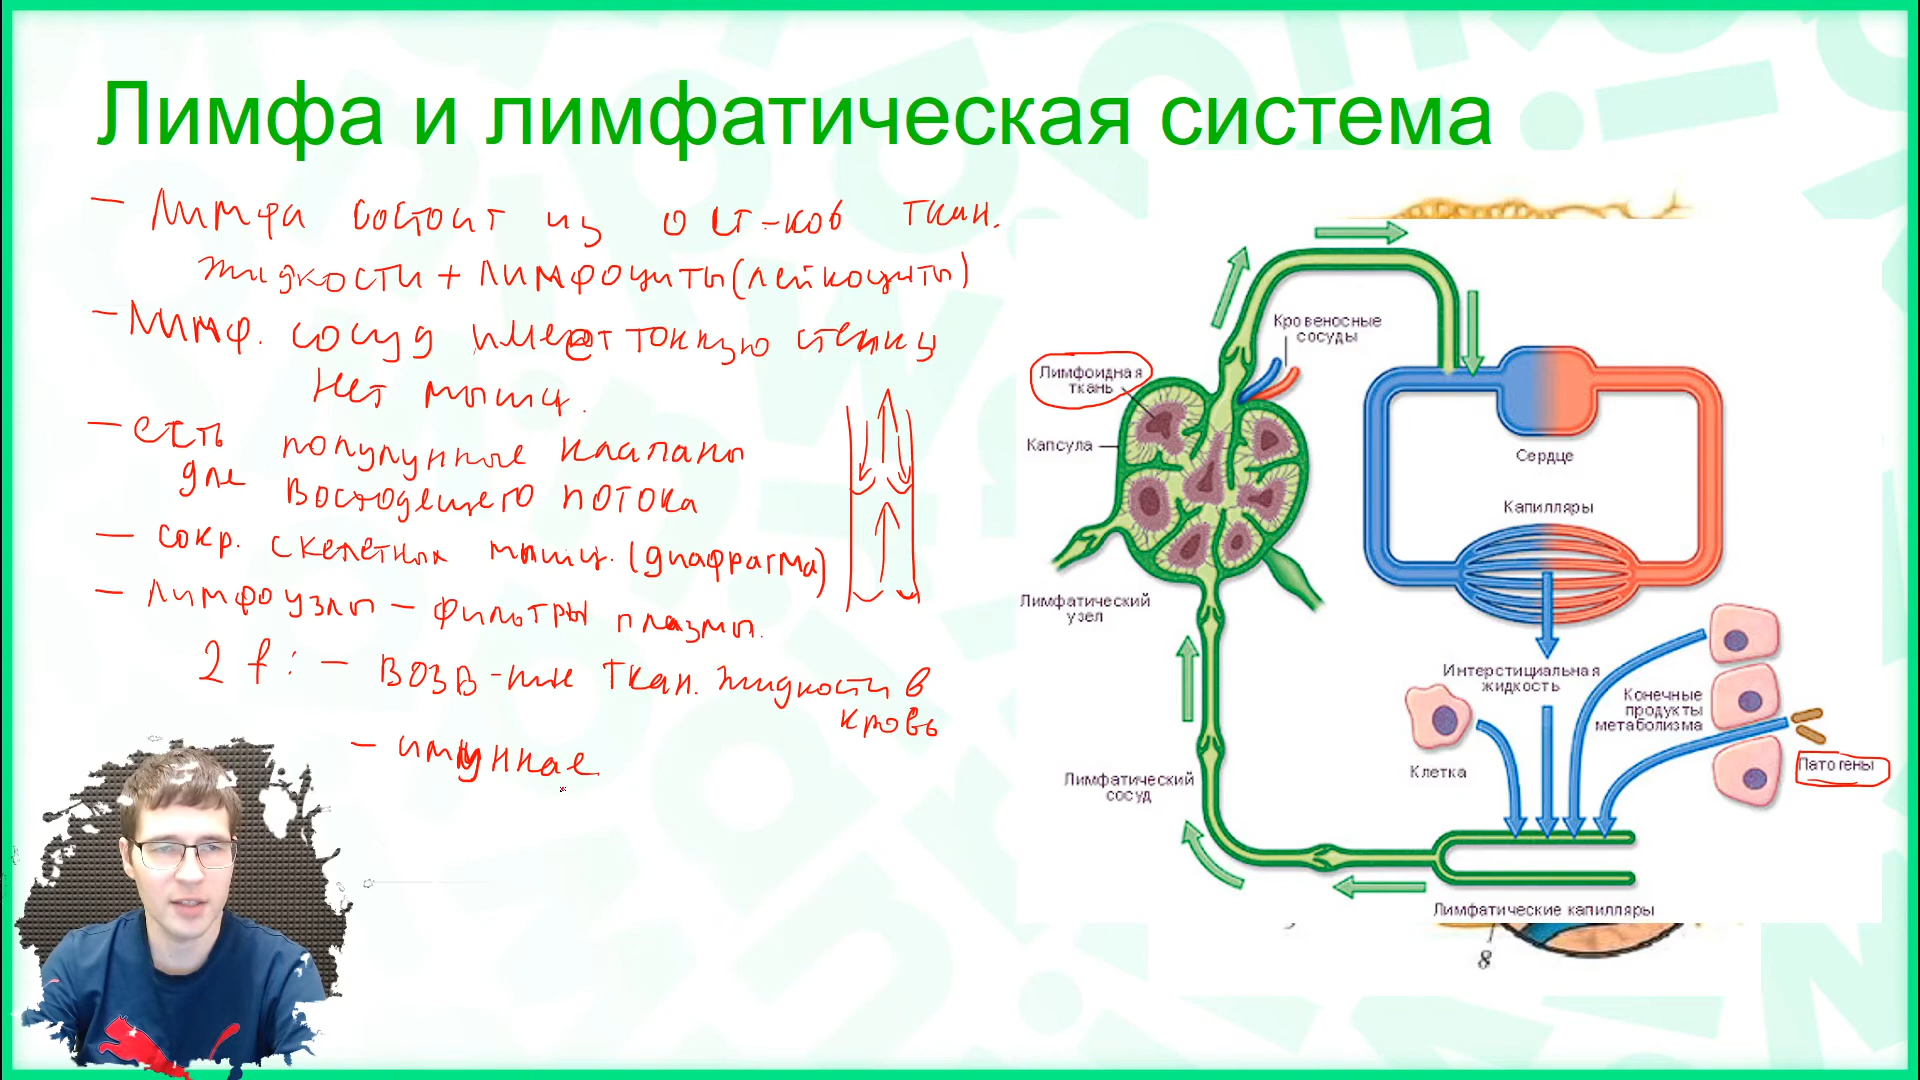 Лимфа и лимфатическая система
– Лимфа состоит из ост-ков ткан.
жидкости + лимфоциты (лейкоциты)
– Лимф. сосуд имеет тонкую стенку
нет мышц.
– есть полулунные клапаны
для восходящего потока
– сокр. скелетных мышц. (диафрагма)
– лимфоузлы – фильтры плазмы.
2 f: – возв-ние ткан. жидкости в
кровь
– иммунная
Кровеносные
сосуды
Лимфоидная
ткань
Капсула
Сердце
Капилляры
Лимфатический
узел
Интерстициальная
жидкость
Конечные
продукты
метаболизма
Клетка
Патогены
Лимфатический
сосуд
Лимфатические капилляры
8